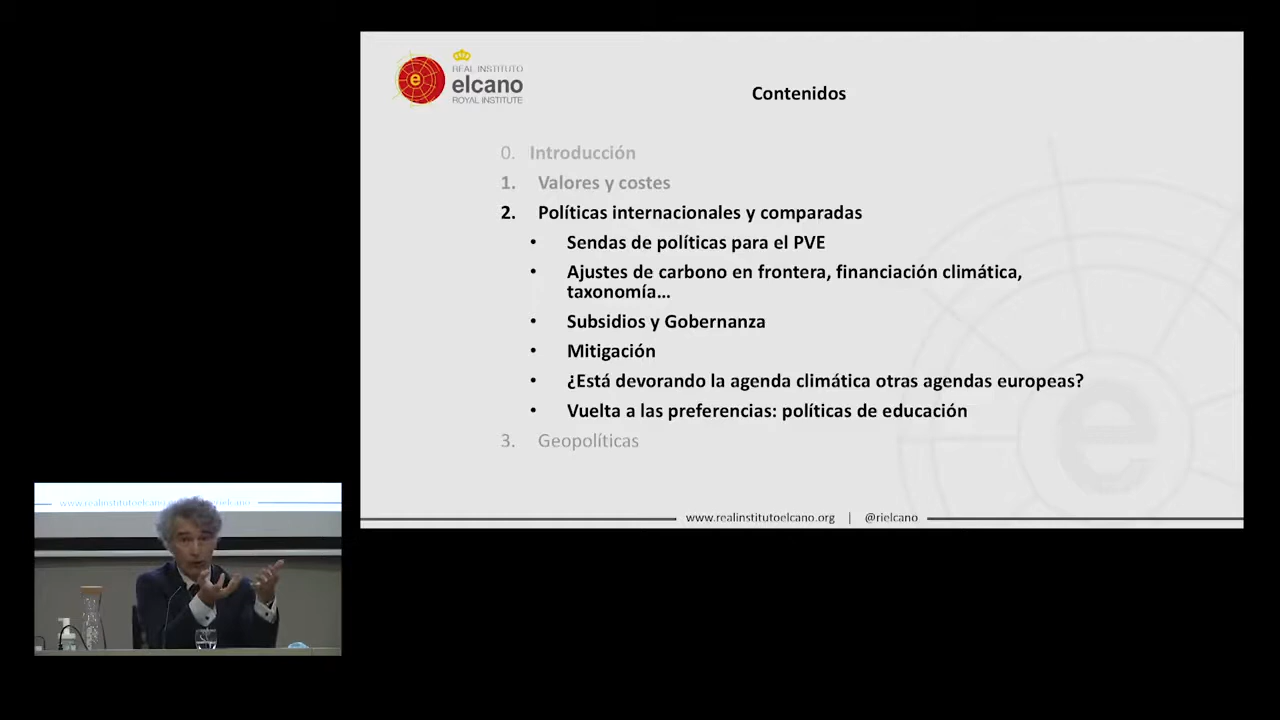 REAL INSTITUTO
elcano
ROYAL INSTITUTE
Contenidos
0. Introducción
1. Valores y costes
2. Políticas internacionales y comparadas
• Sendas de políticas para el PVE
• Ajustes de carbono en frontera, financiación climática,
taxonomía…
• Subsidios y Gobernanza
• Mitigación
• ¿Está devorando la agenda climática otras agendas europeas?
• Vuelta a las preferencias: políticas de educación
3. Geopolíticas
www.realinstitutoelcano.org | @rielcano